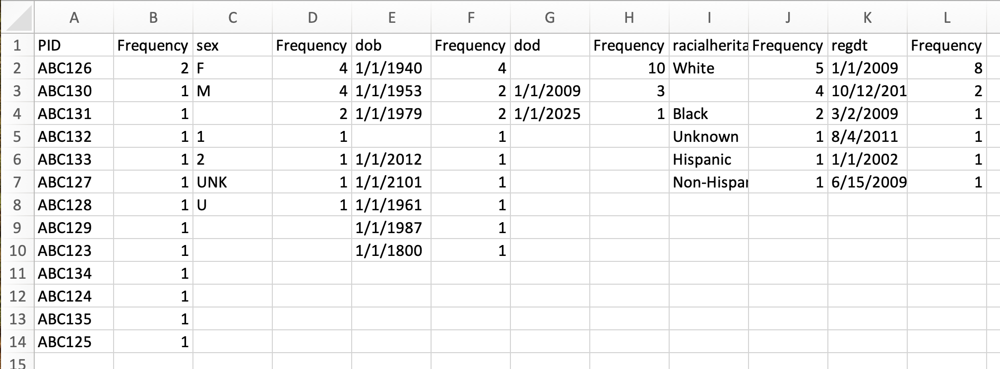 A B C D E F G H I J K L
1 PID Frequency sex Frequency dob Frequency dod Frequency racialherita Frequency regdt Frequency
2 ABC126 2 F 4 1/1/1940 4 10 White 5 1/1/2009 8
3 ABC130 1 M 4 1/1/1953 2 1/1/2009 3 4 10/12/201 2
4 ABC131 1 2 1/1/1979 2 1/1/2025 1 Black 2 3/2/2009 1
5 ABC132 1 1 1 1 Unknown 1 8/4/2011 1
6 ABC133 1 2 1 1/1/2012 1 Hispanic 1 1/1/2002 1
7 ABC127 1 UNK 1 1/1/2101 1 Non-Hispar 1 6/15/2009 1
8 ABC128 1 U 1 1/1/1961 1
9 ABC129 1 1/1/1987 1
10 ABC123 1 1/1/1800 1
11 ABC134 1
12 ABC124 1
13 ABC135 1
14 ABC125 1
15